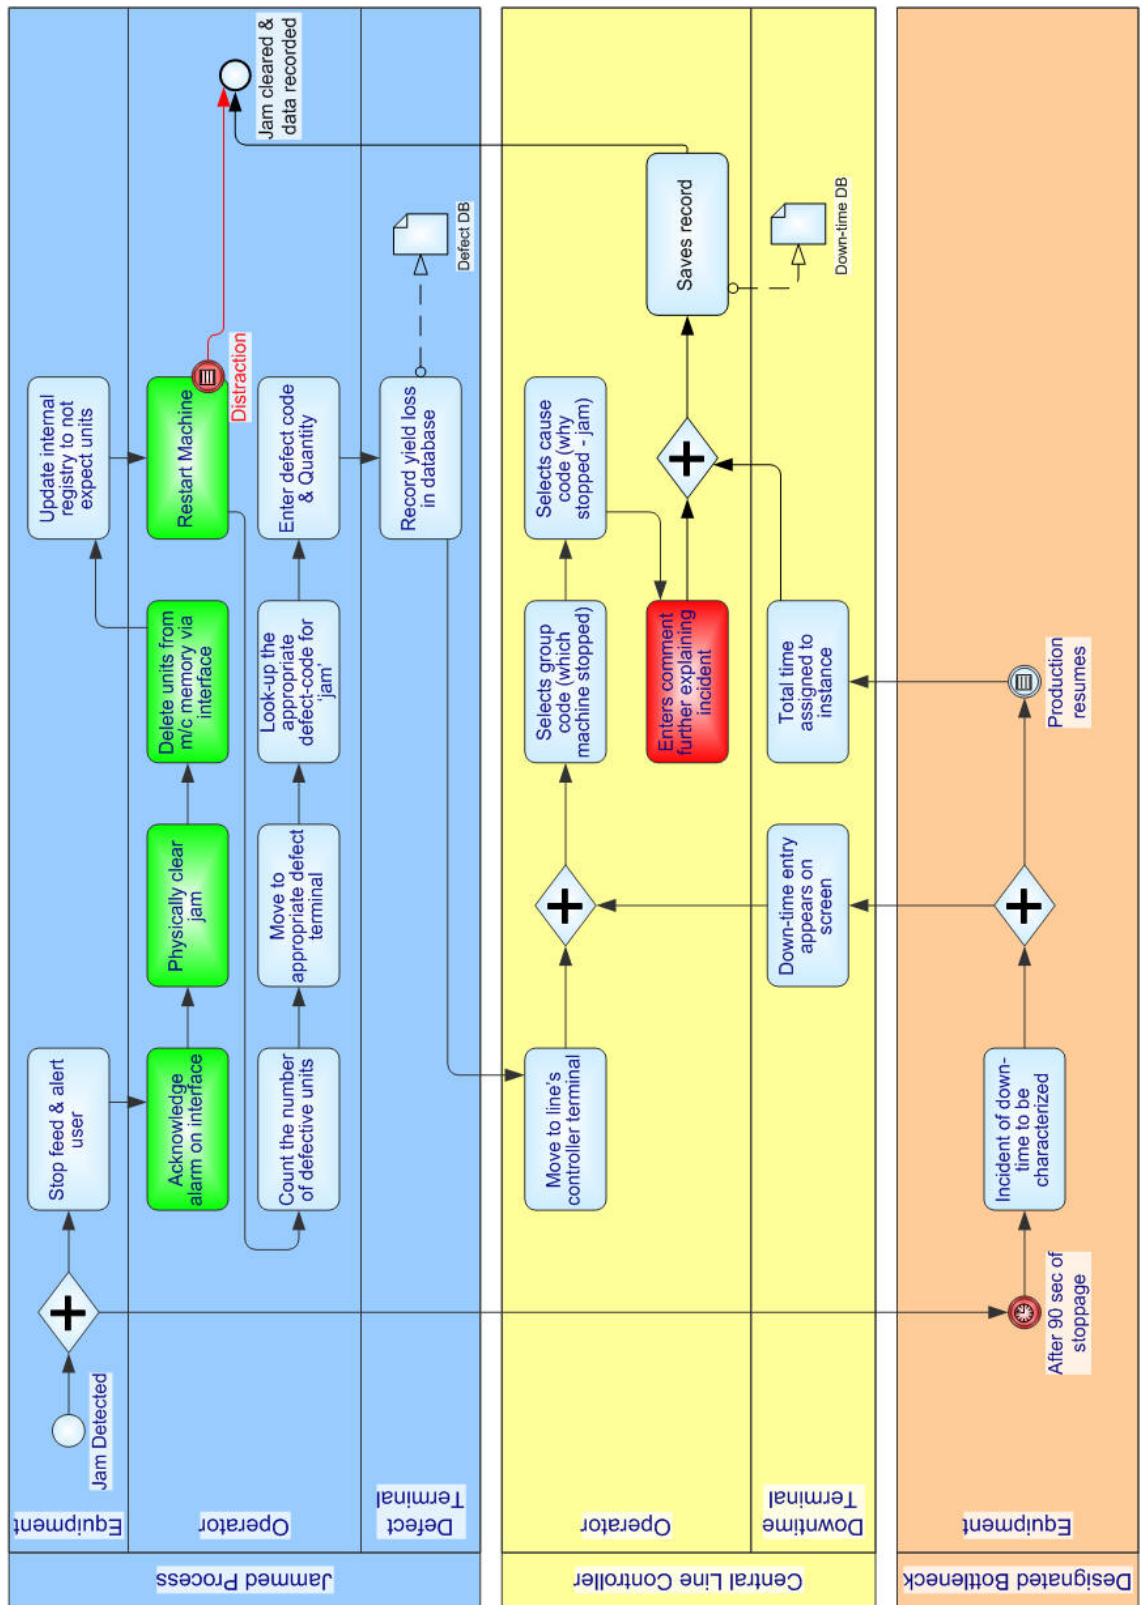 Jammed Process
Equipment
Operator
Defect
Terminal
Jam Detected
Stop feed & alert
user
Update internal
registry to not
expect units
Acknowledge
alarm on interface
Physically clear
jam
Delete units from
m/c memory via
interface
Restart Machine
Distraction
Jam cleared &
data recorded
Count the number
of defective units
Move to
appropriate defect
terminal
Look-up the
appropriate
defect-code for
'jam'
Enter defect code
& Quantity
Record yield loss
in database
Defect DB
Central Line Controller
Operator
Downtime
Terminal
Move to line's
controller terminal
Selects group
code (which
machine stopped)
Selects cause
code (why
stopped - jam)
Enters comment
further explaining
incident
Saves record
Down-time entry
appears on
screen
Total time
assigned to
instance
Down-time DB
Designated Bottleneck
Equipment
After 90 sec of
stoppage
Incident of down-
time to be
characterized
Production
resumes